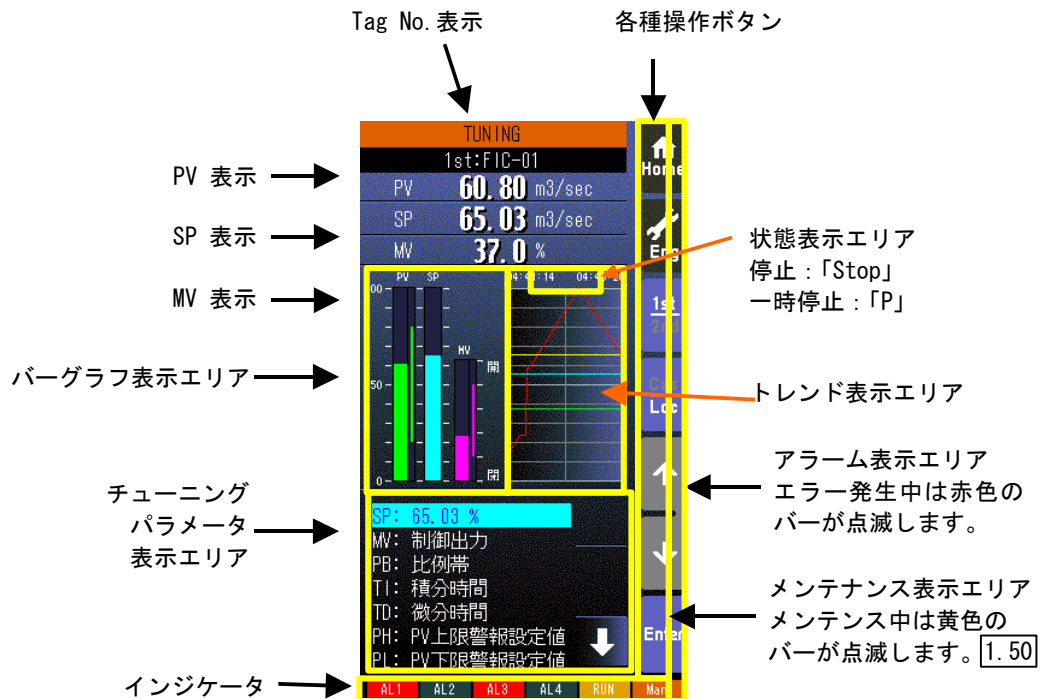 Tag No.表示
各種操作ボタン
TUNING
1st:FIC-01
PV 60.80 m3/sec
SP 65.03 m3/sec
MV 37.0 %
PV 表示
SP 表示
MV 表示
バーグラフ表示エリア
チューニング
パラメータ
表示エリア
インジケータ
PV SP
00
50
0
MV
開
閉
Home
Eng
1st
2nd
Cas
Loc
Enter
状態表示エリア
停止：「Stop」
一時停止：「P」
トレンド表示エリア
アラーム表示エリア
エラー発生中は赤色の
バーが点滅します。
メンテナンス表示エリア
メンテンス中は黄色の
バーが点滅します。1.50
SP: 65.03 %
MV: 制御出力
PB: 比例帯
TI: 積分時間
TD: 微分時間
PH: PV上限警報設定値
PL: PV下限警報設定値
AL1 AL2 AL3 AL4 RUN Man